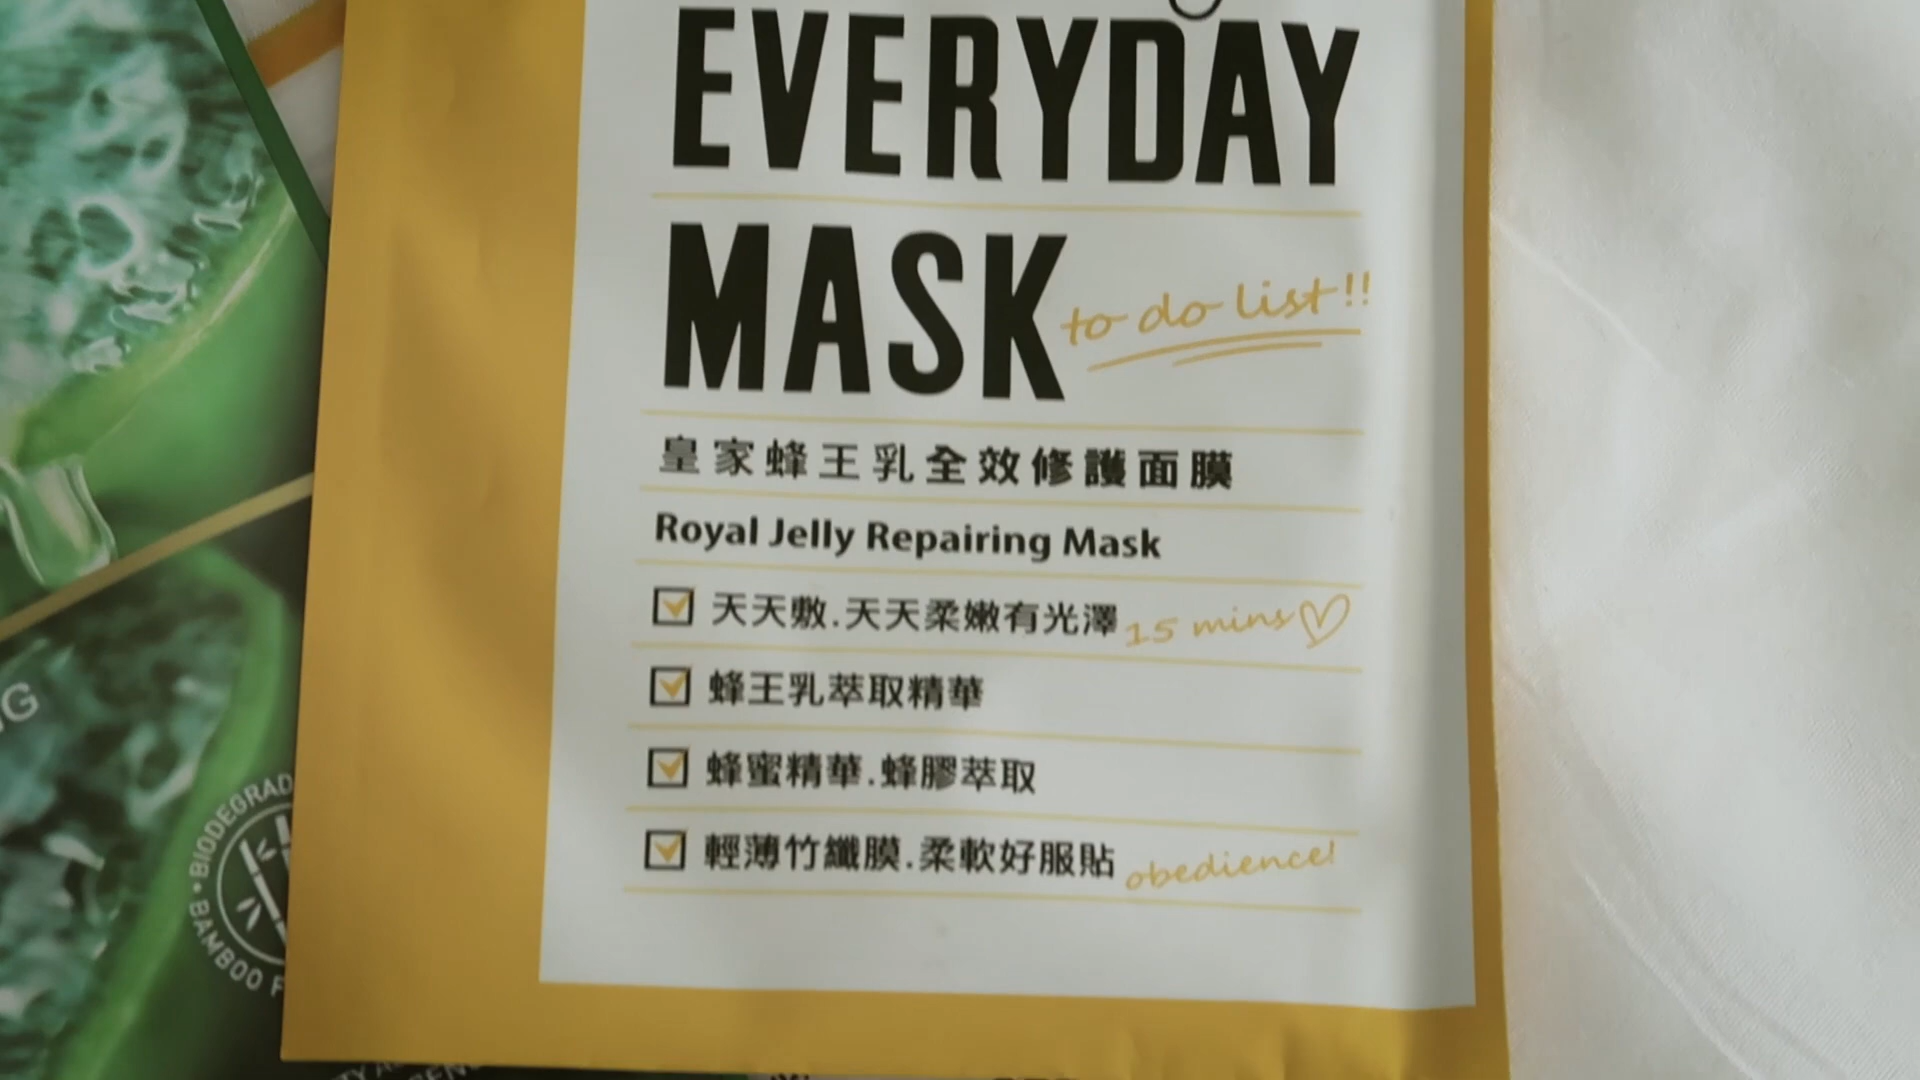 EVERYDAY
MASK
to do list!!
皇家蜂王乳全效修護面膜
Royal Jelly Repairing Mask
天天敷.天天柔嫩有光澤 15 mins
蜂王乳萃取精華
蜂蜜精華.蜂膠萃取
輕薄竹纖膜.柔軟好服貼 obedience!
BAMBOO